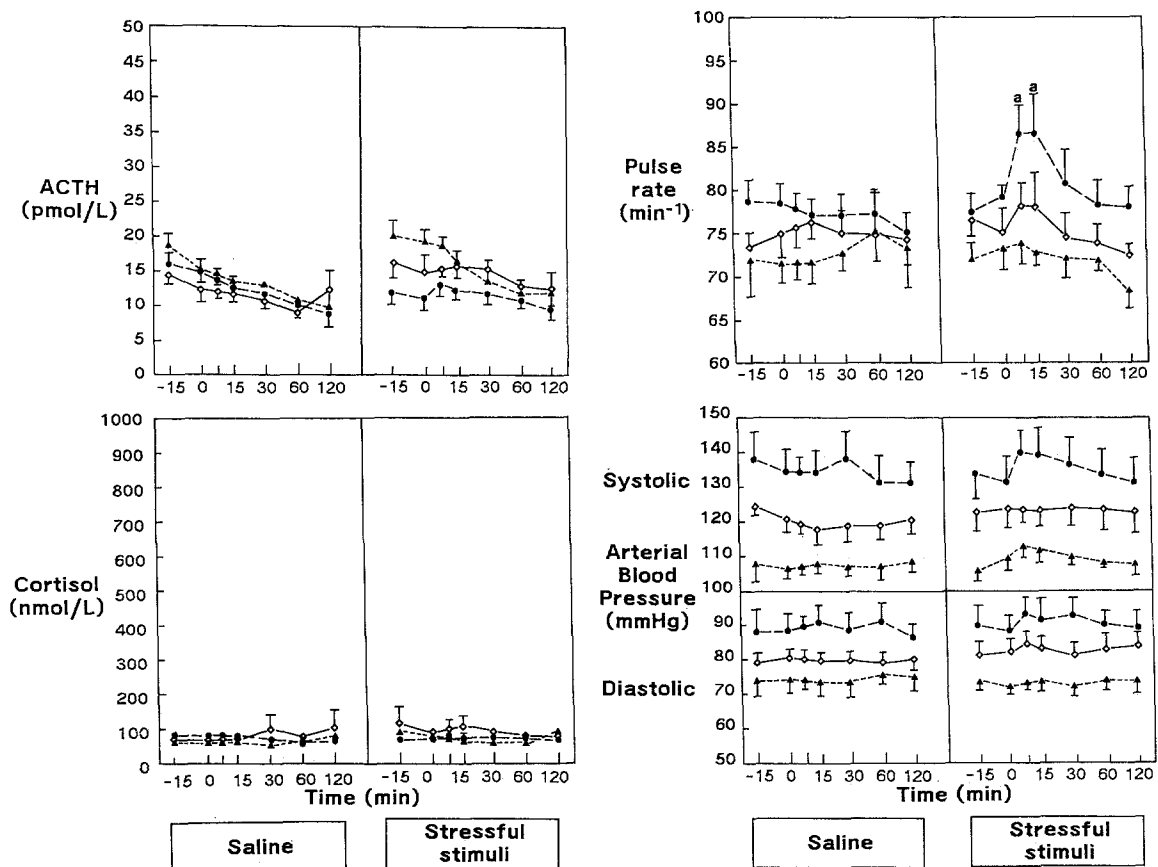 50
45
40
35
30
25
20
15
10
5
0
ACTH
(pmol/L)
-15 0 15 30 60 120
-15 0 15 30 60 120
100
95
90
85
80
75
70
65
60
Pulse
rate
(min⁻¹)
a a
-15 0 15 30 60 120
-15 0 15 30 60 120
1000
900
800
700
600
500
400
300
200
100
0
Cortisol
(nmol/L)
-15 0 15 30 60 120
-15 0 15 30 60 120
Time (min)
Saline
Stressful
stimuli
150
140
130
120
110
100
90
80
70
60
50
Systolic
Arterial
Blood
Pressure
(mmHg)
Diastolic
-15 0 15 30 60 120
-15 0 15 30 60 120
Time (min)
Saline
Stressful
stimuli